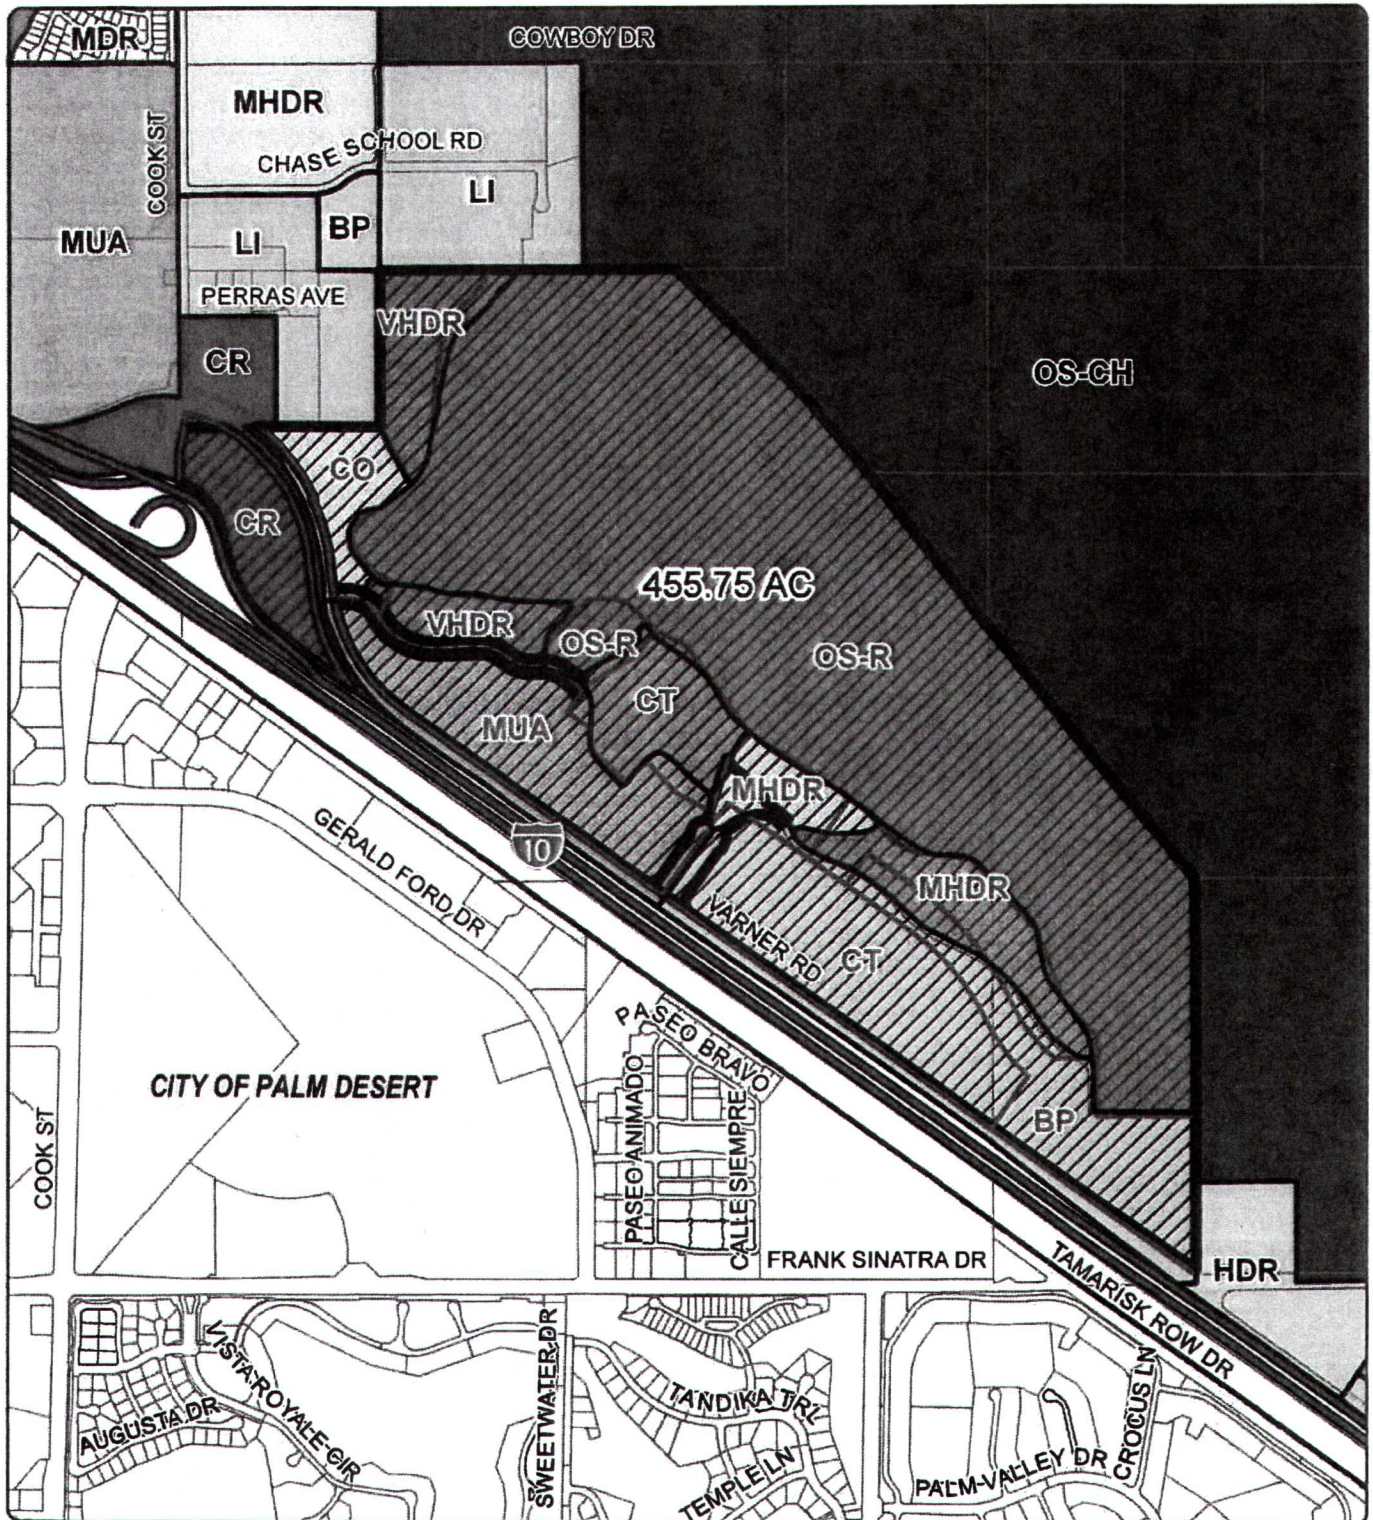 MDR
COWBOY DR
MHDR
COOK ST
CHASE SCHOOL RD
LI
BP
MUA
LI
PERRAS AVE
VHDR
CR
OS-CH
CO
CR
455.75 AC
VHDR
OS-R
OS-R
CT
MUA
MHDR
GERALD FORD DR
10
MHDR
VARNER RD
CT
PASEO BRAVO
CITY OF PALM DESERT
PASEO ANIMADO
CALLE SIEMPRE
BP
COOK ST
FRANK SINATRA DR
TAMARISK ROW DR
HDR
VISTA ROYALE CIR
SWEETWATER DR
TANDIKA TRL
CROCUS LN
AUGUSTA DR
TEMPLE LN
PALM VALLEY DR